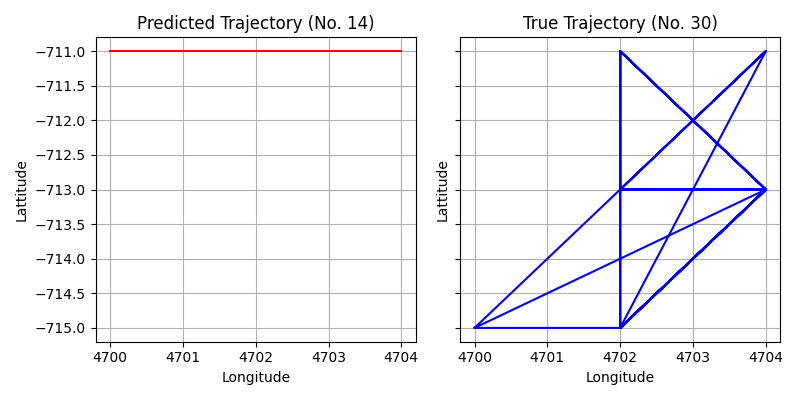 Predicted Trajectory (No. 14)
True Trajectory (No. 30)
Lattitude
−711.0
−711.5
−712.0
−712.5
−713.0
−713.5
−714.0
−714.5
−715.0
4700 4701 4702 4703 4704
Longitude
Lattitude
4700 4701 4702 4703 4704
Longitude